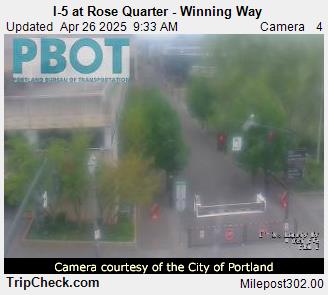 I-5 at Rose Quarter - Winning Way
Updated Apr 26 2025 9:33 AM Camera 4
PBOT
PORTLAND BUREAU OF TRANSPORTATION
Camera courtesy of the City of Portland
TripCheck.com Milepost302.00